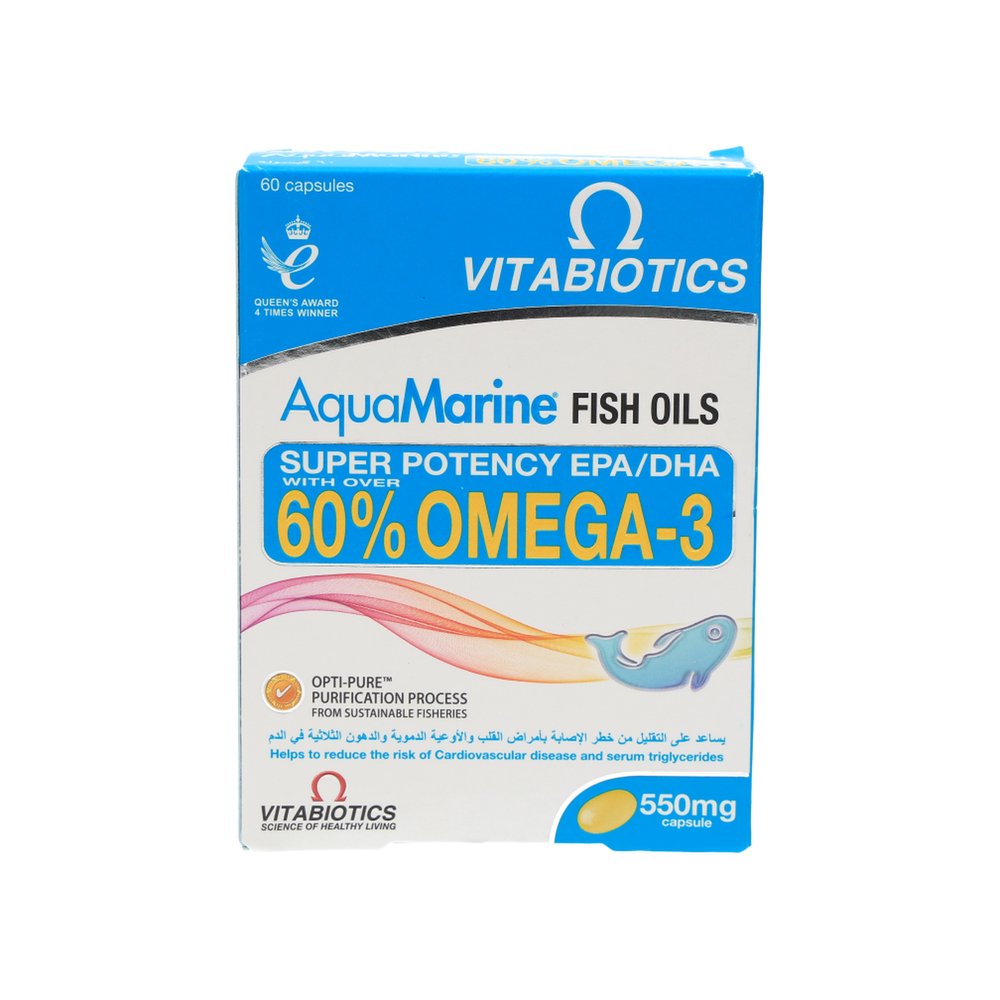 60% OMEGA-3
60 capsules
VITABIOTICS
QUEEN'S AWARD
4 TIMES WINNER
AquaMarine® FISH OILS
SUPER POTENCY EPA/DHA
WITH OVER
60% OMEGA-3
OPTI-PURE™
PURIFICATION PROCESS
FROM SUSTAINABLE FISHERIES
يساعد على التقليل من خطر الإصابة بأمراض القلب والأوعية الدموية والدهون الثلاثية في الدم
Helps to reduce the risk of Cardiovascular disease and serum triglycerides
VITABIOTICS
SCIENCE OF HEALTHY LIVING
550mg
capsule